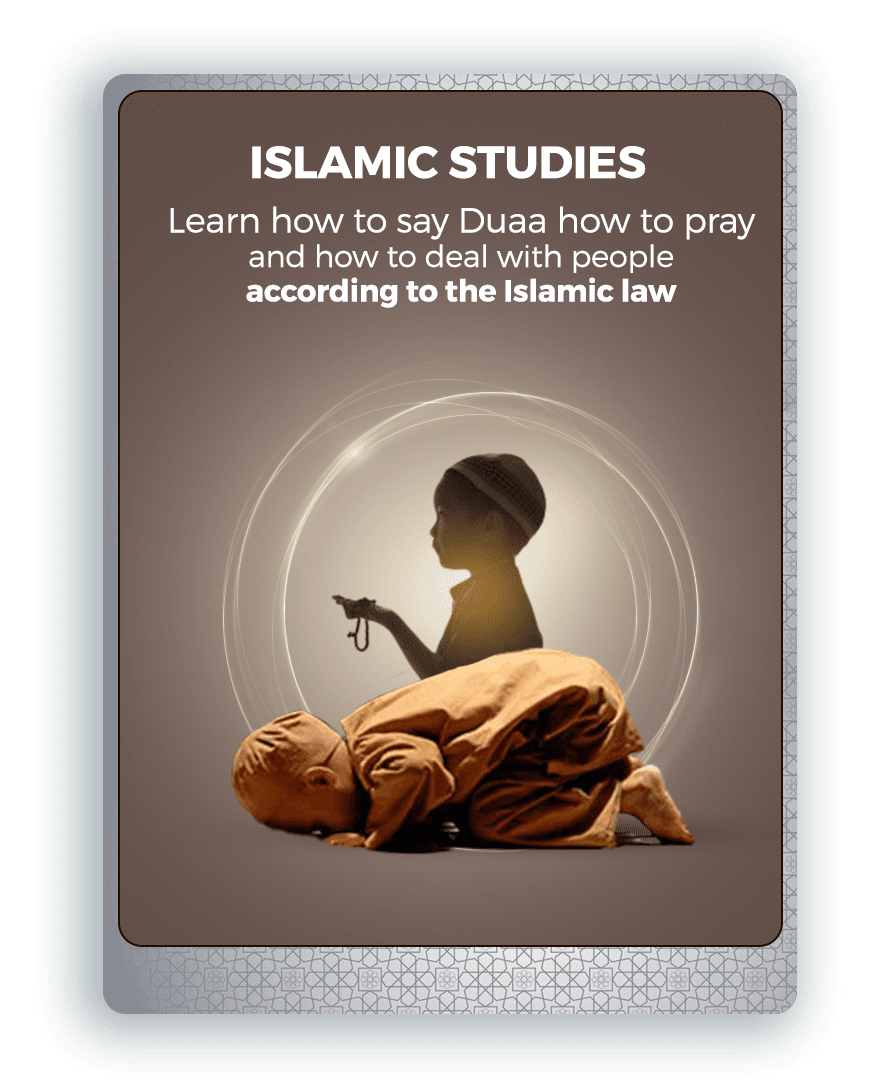 ISLAMIC STUDIES
Learn how to say Duaa how to pray
and how to deal with people
according to the Islamic law